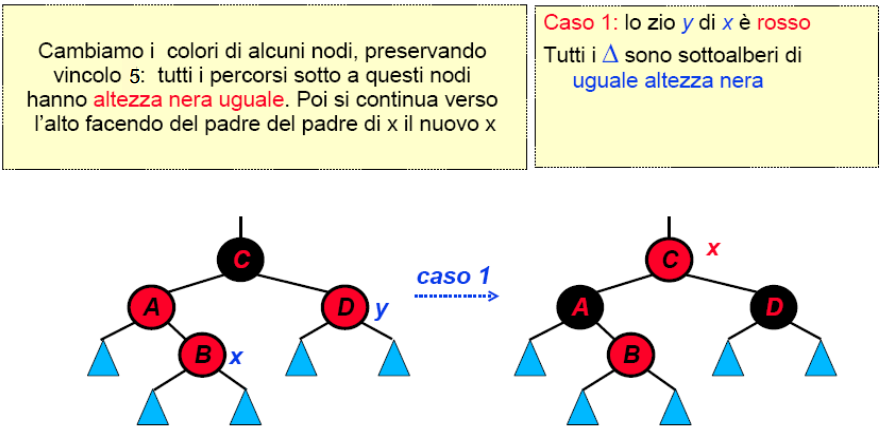 Cambiamo i colori di alcuni nodi, preservando
vincolo 5: tutti i percorsi sotto a questi nodi
hanno altezza nera uguale. Poi si continua verso
l'alto facendo del padre del padre di x il nuovo x
Caso 1: lo zio y di x è rosso
Tutti i Δ sono sottoalberi di
uguale altezza nera
C
A
D
y
B
x
caso 1
C
x
A
D
B